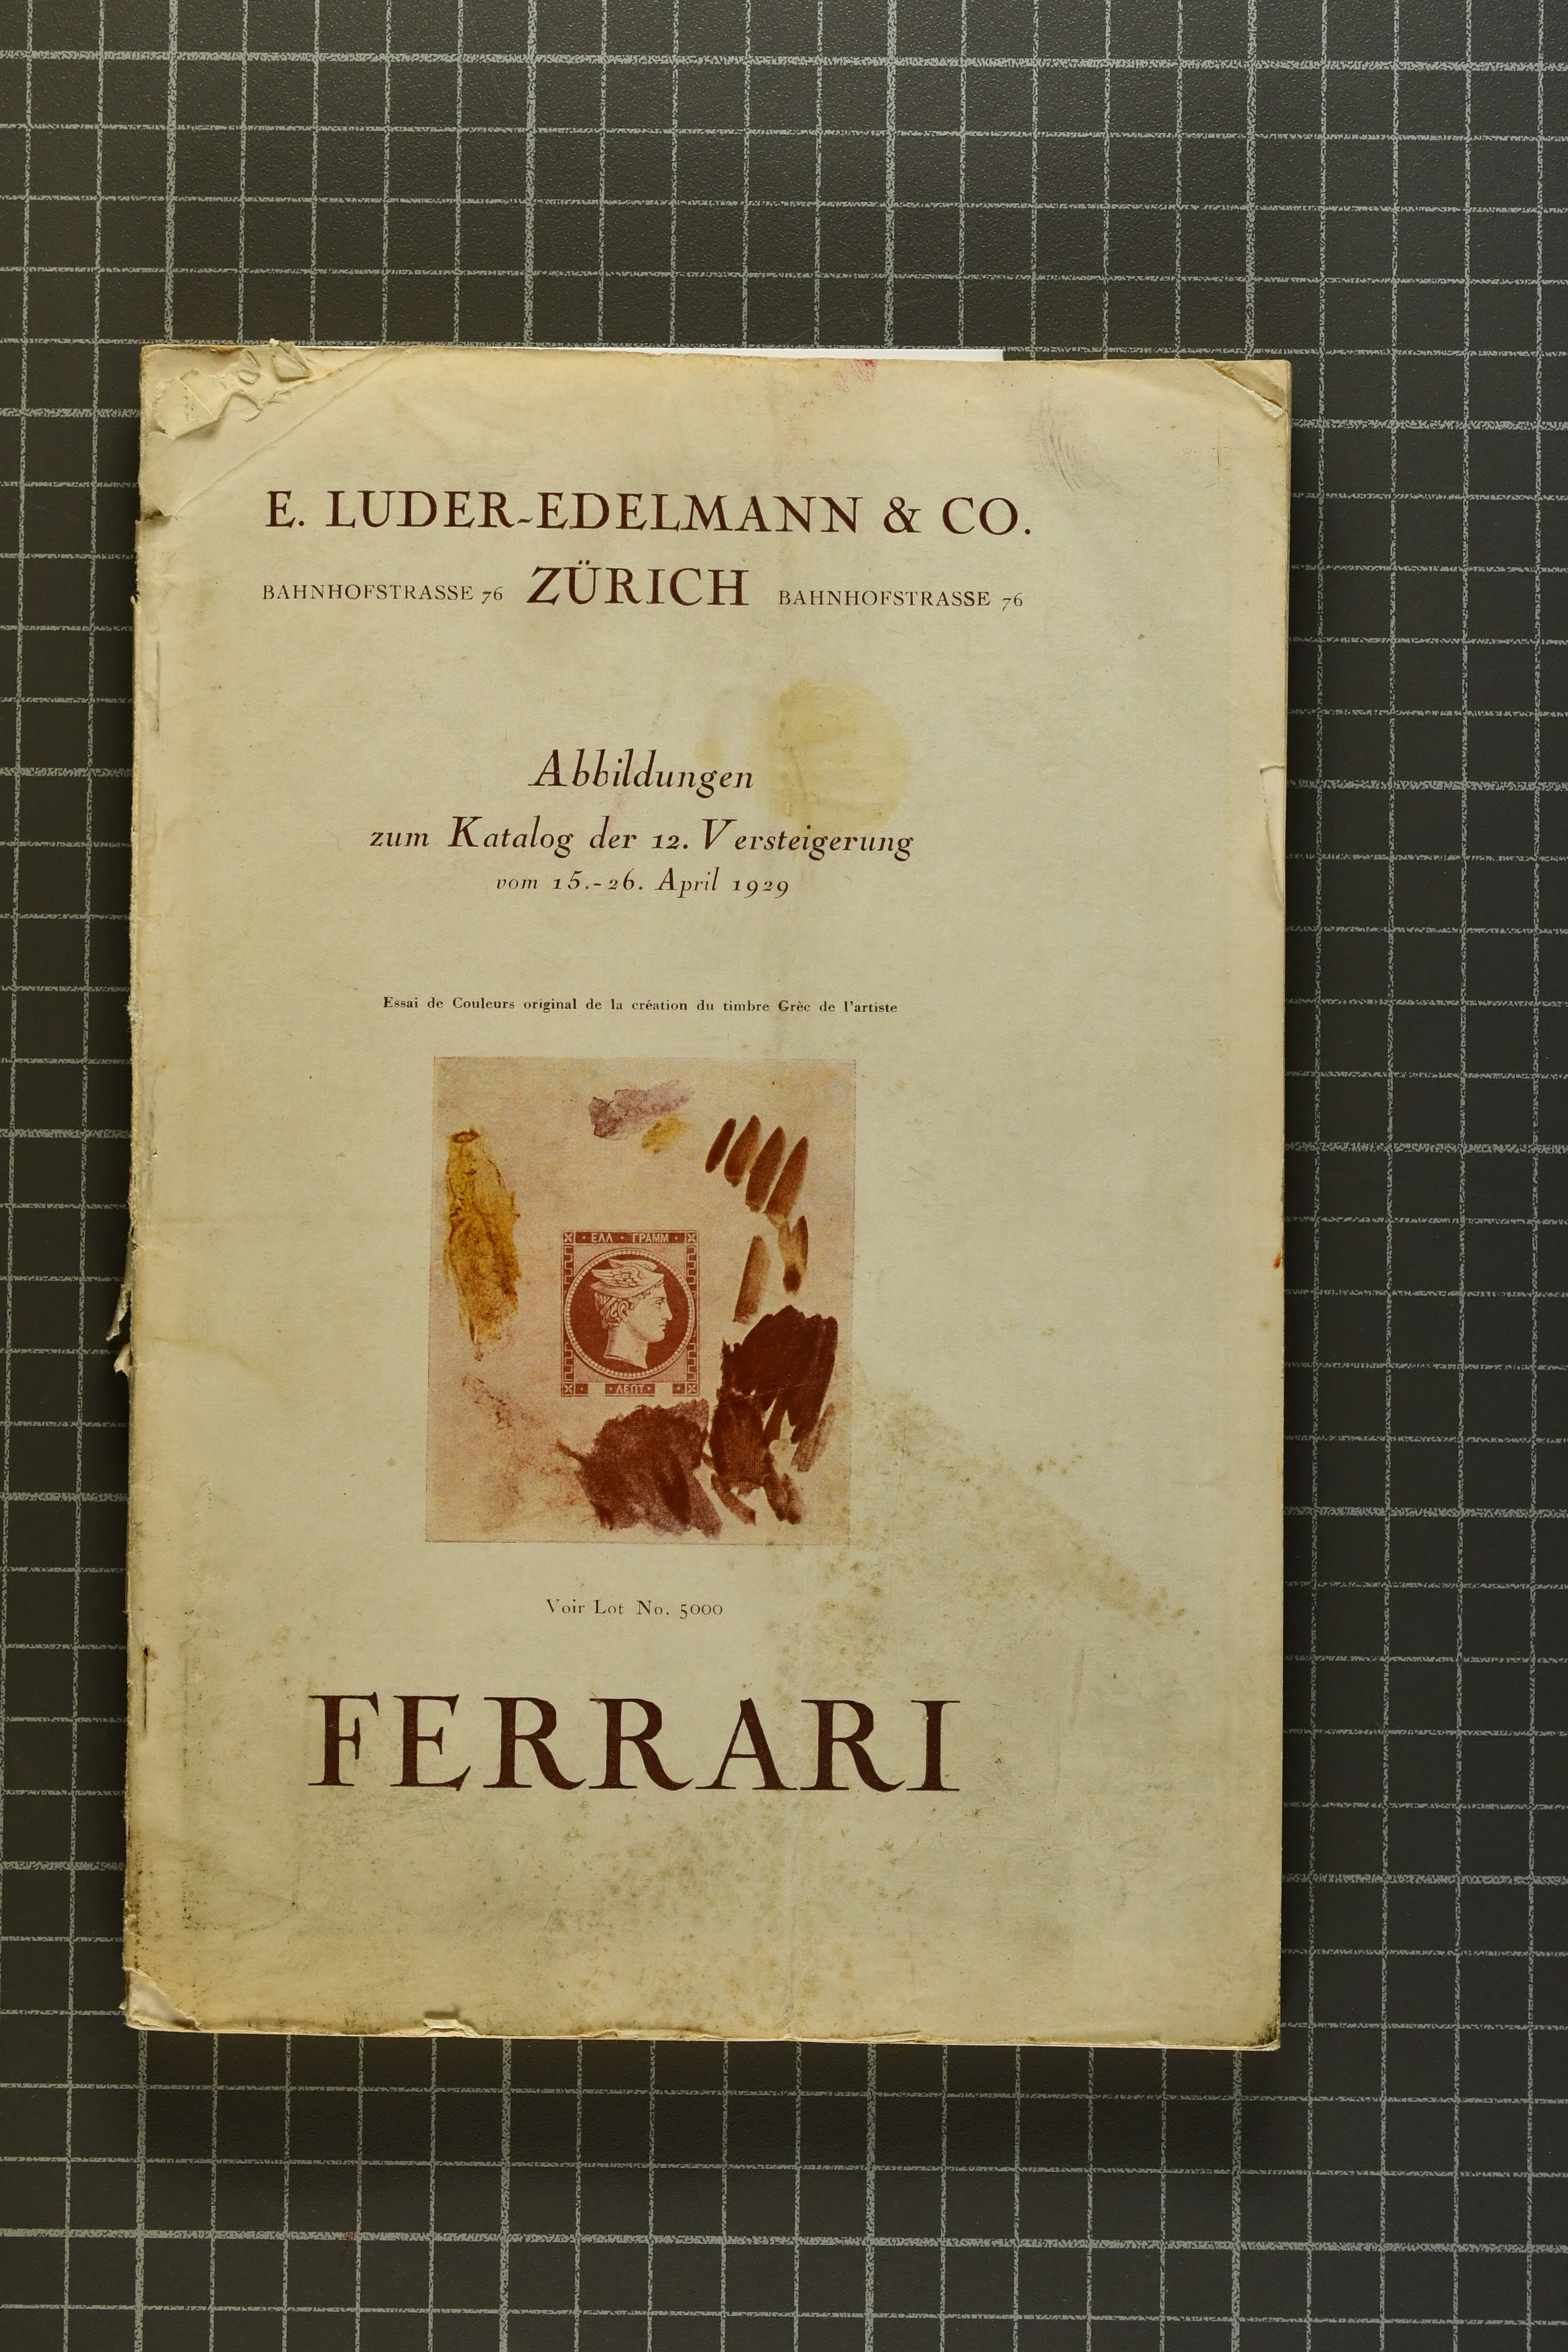 E. LUDER-EDELMANN & CO.
BAHNHOFSTRASSE 76 ZÜRICH BAHNHOFSTRASSE 76
Abbildungen
zum Katalog der 12. Versteigerung
vom 15.-26. April 1929
Essai de Couleurs original de la création du timbre Grèc de l'artiste
ΕΛΛ · ΓΡΑΜΜ
ΛΕΠΤ
Voir Lot No. 5000
FERRARI